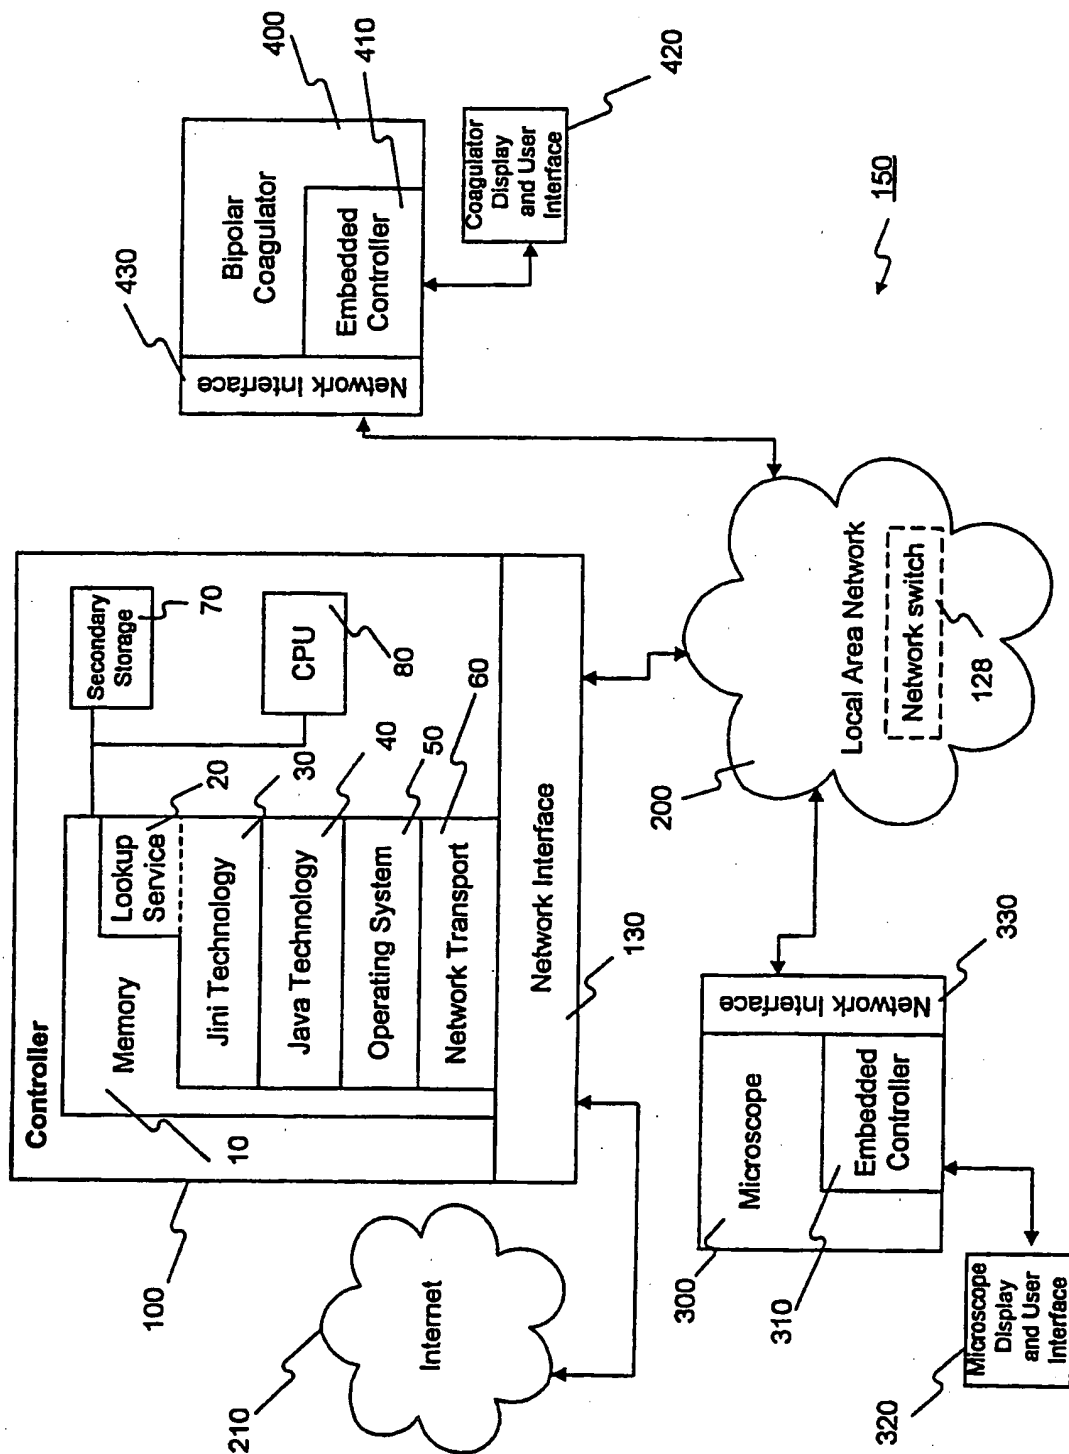 Controller
100
10
Memory
Lookup
Service
20
Jini Technology
30
Java Technology
40
Operating System
50
Network Transport
60
Secondary
Storage
70
CPU
80
Network Interface
130
Internet
210
430
Bipolar
Coagulator
400
Embedded
Controller
410
Network Interface
Coagulator
Display
and User
Interface
420
150
200
Local Area Network
Network switch
128
300
Microscope
310
Embedded
Controller
Network Interface
330
Microscope
Display
and User
Interface
320